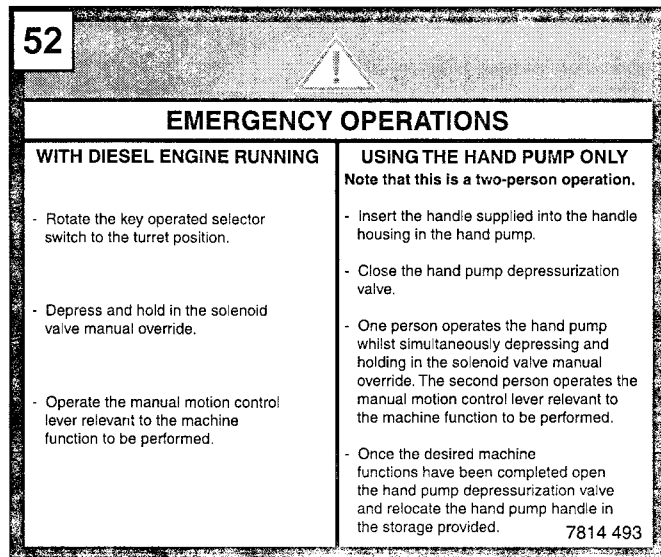 52
!
EMERGENCY OPERATIONS
WITH DIESEL ENGINE RUNNING
- Rotate the key operated selector
switch to the turret position.
- Depress and hold in the solenoid
valve manual override.
- Operate the manual motion control
lever relevant to the machine
function to be performed.
USING THE HAND PUMP ONLY
Note that this is a two-person operation.
- Insert the handle supplied into the handle
housing in the hand pump.
- Close the hand pump depressurization
valve.
- One person operates the hand pump
whilst simultaneously depressing and
holding in the solenoid valve manual
override. The second person operates the
manual motion control lever relevant to
the machine function to be performed.
- Once the desired machine
functions have been completed open
the hand pump depressurization valve
and relocate the hand pump handle in
the storage provided.
7814 493